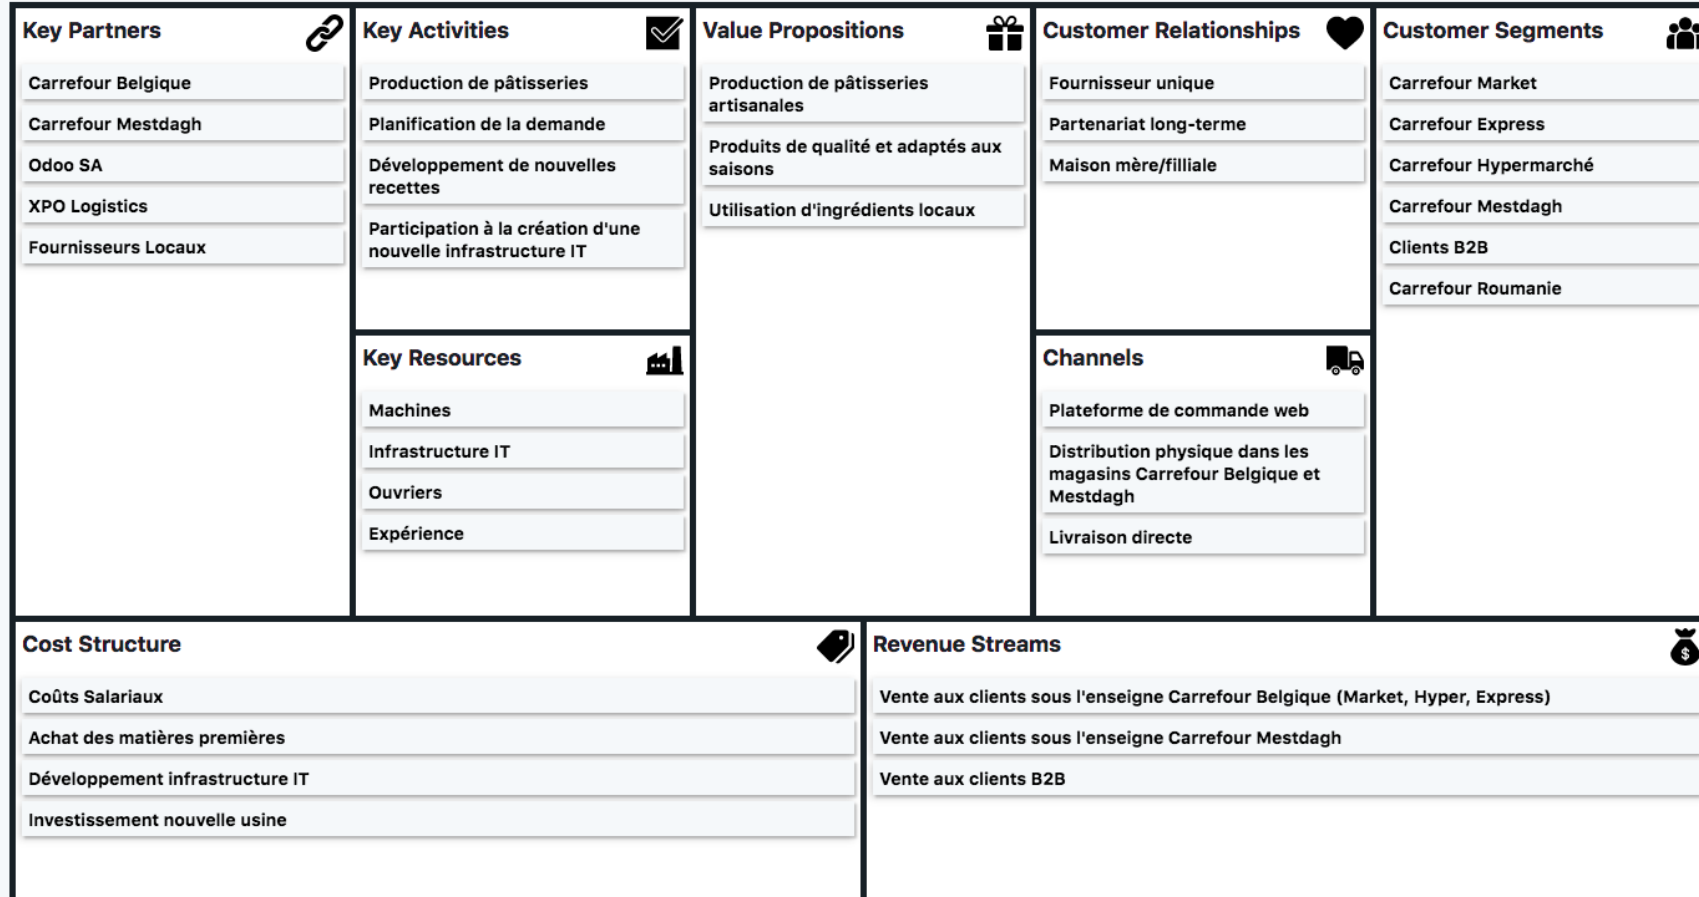 Key Partners
Carrefour Belgique
Carrefour Mestdagh
Odoo SA
XPO Logistics
Fournisseurs Locaux
Key Activities
Production de pâtisseries
Planification de la demande
Développement de nouvelles
recettes
Participation à la création d'une
nouvelle infrastructure IT
Key Resources
Machines
Infrastructure IT
Ouvriers
Expérience
Value Propositions
Production de pâtisseries
artisanales
Produits de qualité et adaptés aux
saisons
Utilisation d'ingrédients locaux
Customer Relationships
Fournisseur unique
Partenariat long-terme
Maison mère/filliale
Channels
Plateforme de commande web
Distribution physique dans les
magasins Carrefour Belgique et
Mestdagh
Livraison directe
Customer Segments
Carrefour Market
Carrefour Express
Carrefour Hypermarché
Carrefour Mestdagh
Clients B2B
Carrefour Roumanie
Cost Structure
Coûts Salariaux
Achat des matières premières
Développement infrastructure IT
Investissement nouvelle usine
Revenue Streams
$
Vente aux clients sous l'enseigne Carrefour Belgique (Market, Hyper, Express)
Vente aux clients sous l'enseigne Carrefour Mestdagh
Vente aux clients B2B